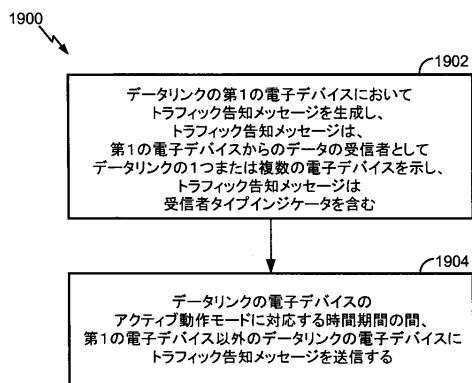 1900
1902
データリンクの第1の電子デバイスにおいて
トラフィック告知メッセージを生成し、
トラフィック告知メッセージは、
第1の電子デバイスからのデータの受信者として
データリンクの1つまたは複数の電子デバイスを示し、
トラフィック告知メッセージは
受信者タイプインジケータを含む
1904
データリンクの電子デバイスの
アクティブ動作モードに対応する時間期間の間、
第1の電子デバイス以外のデータリンクの電子デバイスに
トラフィック告知メッセージを送信する